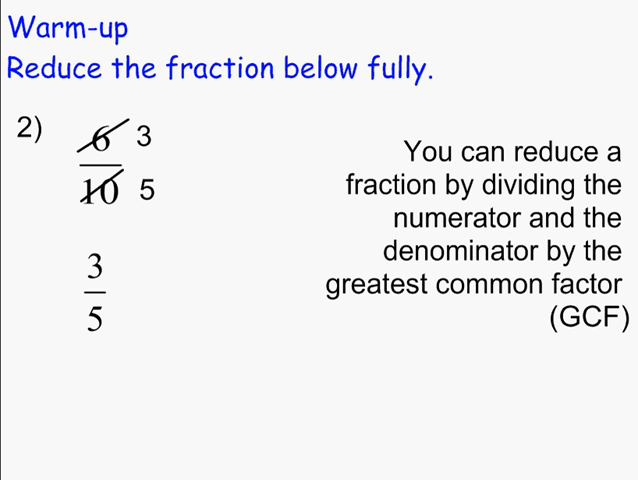 Warm-up
Reduce the fraction below fully.
2)
6 3
10 5
3
5
You can reduce a
fraction by dividing the
numerator and the
denominator by the
greatest common factor
(GCF)